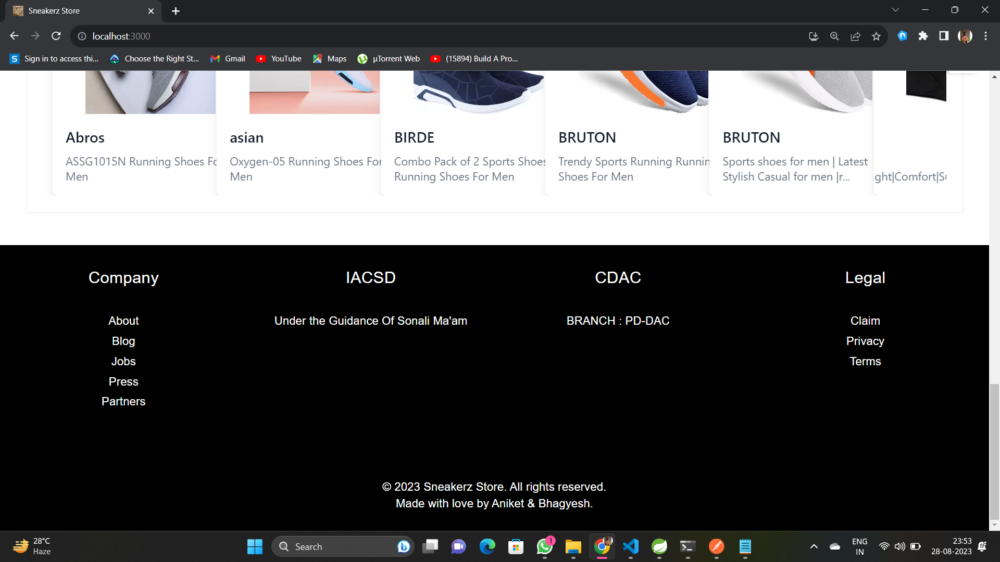 Sneakerz Store
localhost:3000
Sign in to access thi...
Choose the Right St...
Gmail
YouTube
Maps
µTorrent Web
(15894) Build A Pro...
Abros
ASSG1015N Running Shoes Fo
Men
asian
Oxygen-05 Running Shoes For
Men
BIRDE
Combo Pack of 2 Sports Shoes
Running Shoes For Men
BRUTON
Trendy Sports Running Runnin
Shoes For Men
BRUTON
Sports shoes for men | Latest
Stylish Casual for men |r...
ght|Comfort|Su
Company
About
Blog
Jobs
Press
Partners
IACSD
Under the Guidance Of Sonali Ma'am
CDAC
BRANCH : PD-DAC
Legal
Claim
Privacy
Terms
© 2023 Sneakerz Store. All rights reserved.
Made with love by Aniket & Bhagyesh.
28°C
Haze
Search
1
ENG
IN
23:53
28-08-2023